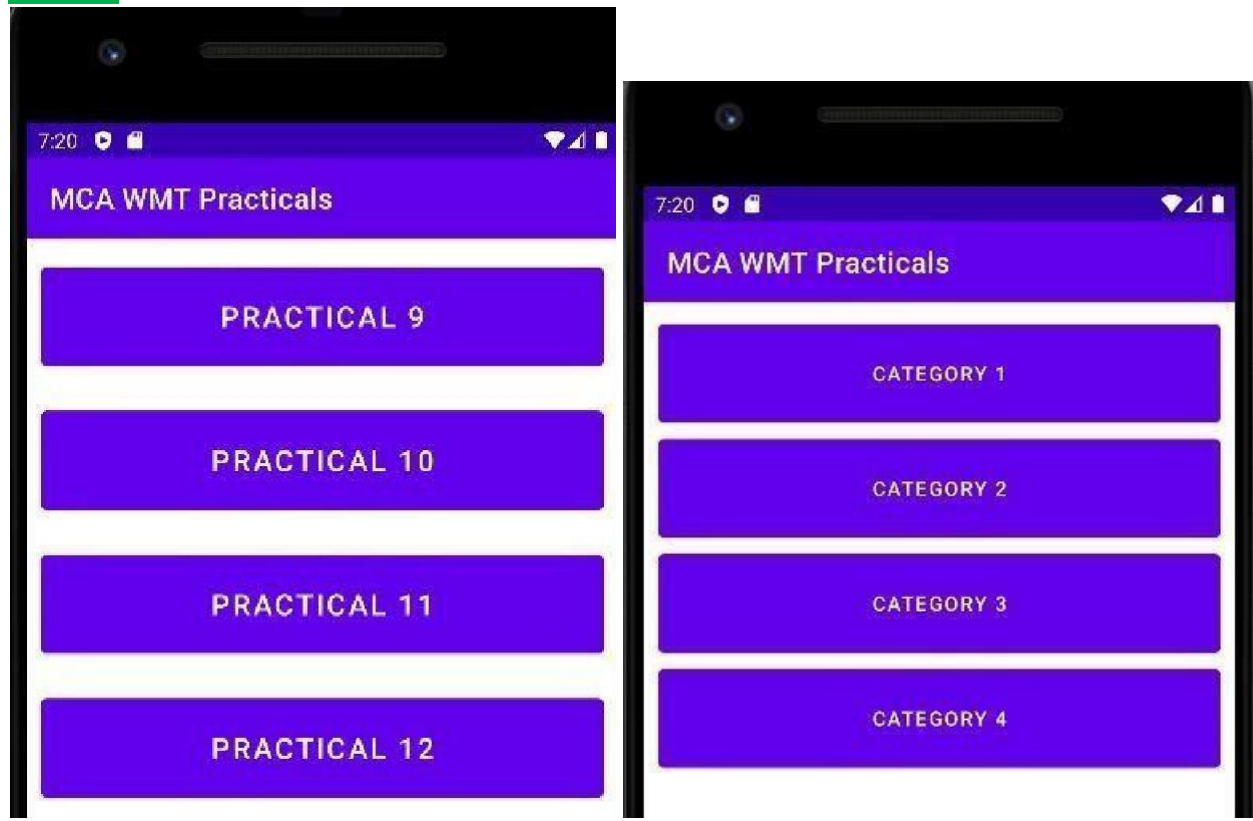 7:20
MCA WMT Practicals
PRACTICAL 9
PRACTICAL 10
PRACTICAL 11
PRACTICAL 12
7:20
MCA WMT Practicals
CATEGORY 1
CATEGORY 2
CATEGORY 3
CATEGORY 4